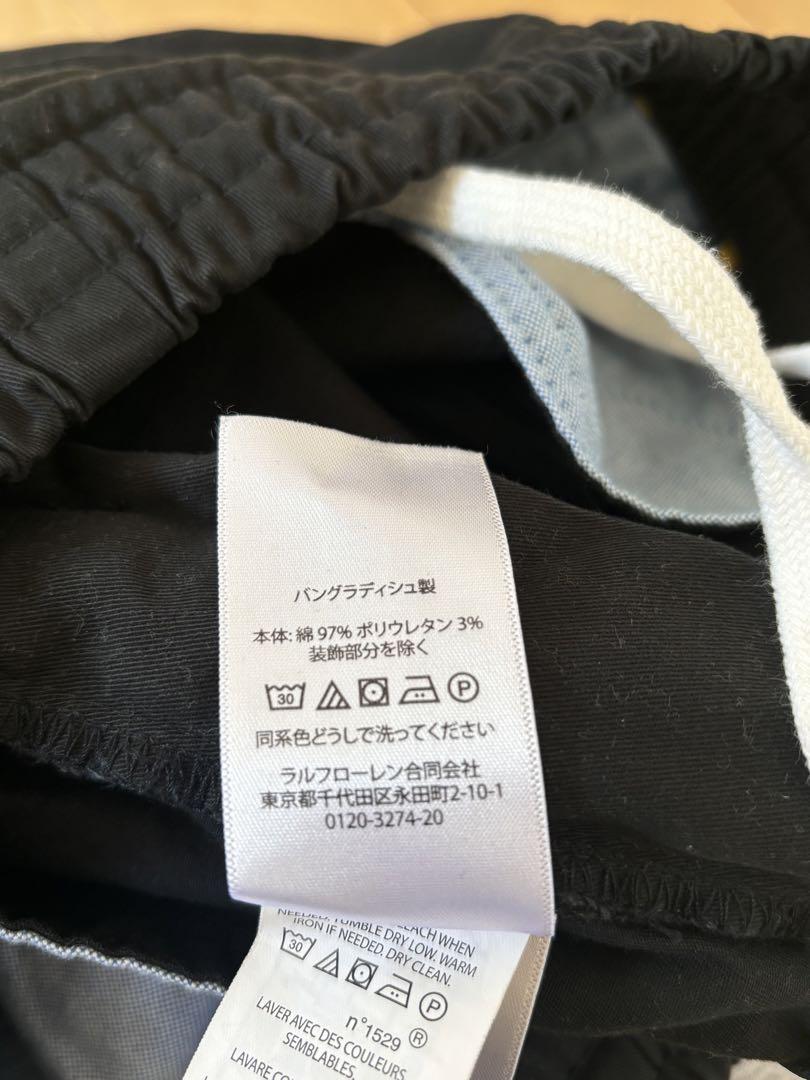 バングラディシュ製
本体: 綿 97% ポリウレタン 3%
装飾部分を除く
30 P
同系色どうしで洗ってください
ラルフローレン合同会社
東京都千代田区永田町2-10-1
0120-3274-20
NEEDED. TUMBLE DRY LOW. WARM
IRON IF NEEDED. DRY CLEAN.
30 P
n°1529 ®
LAVER AVEC DES COULEURS
SEMBLABLES.